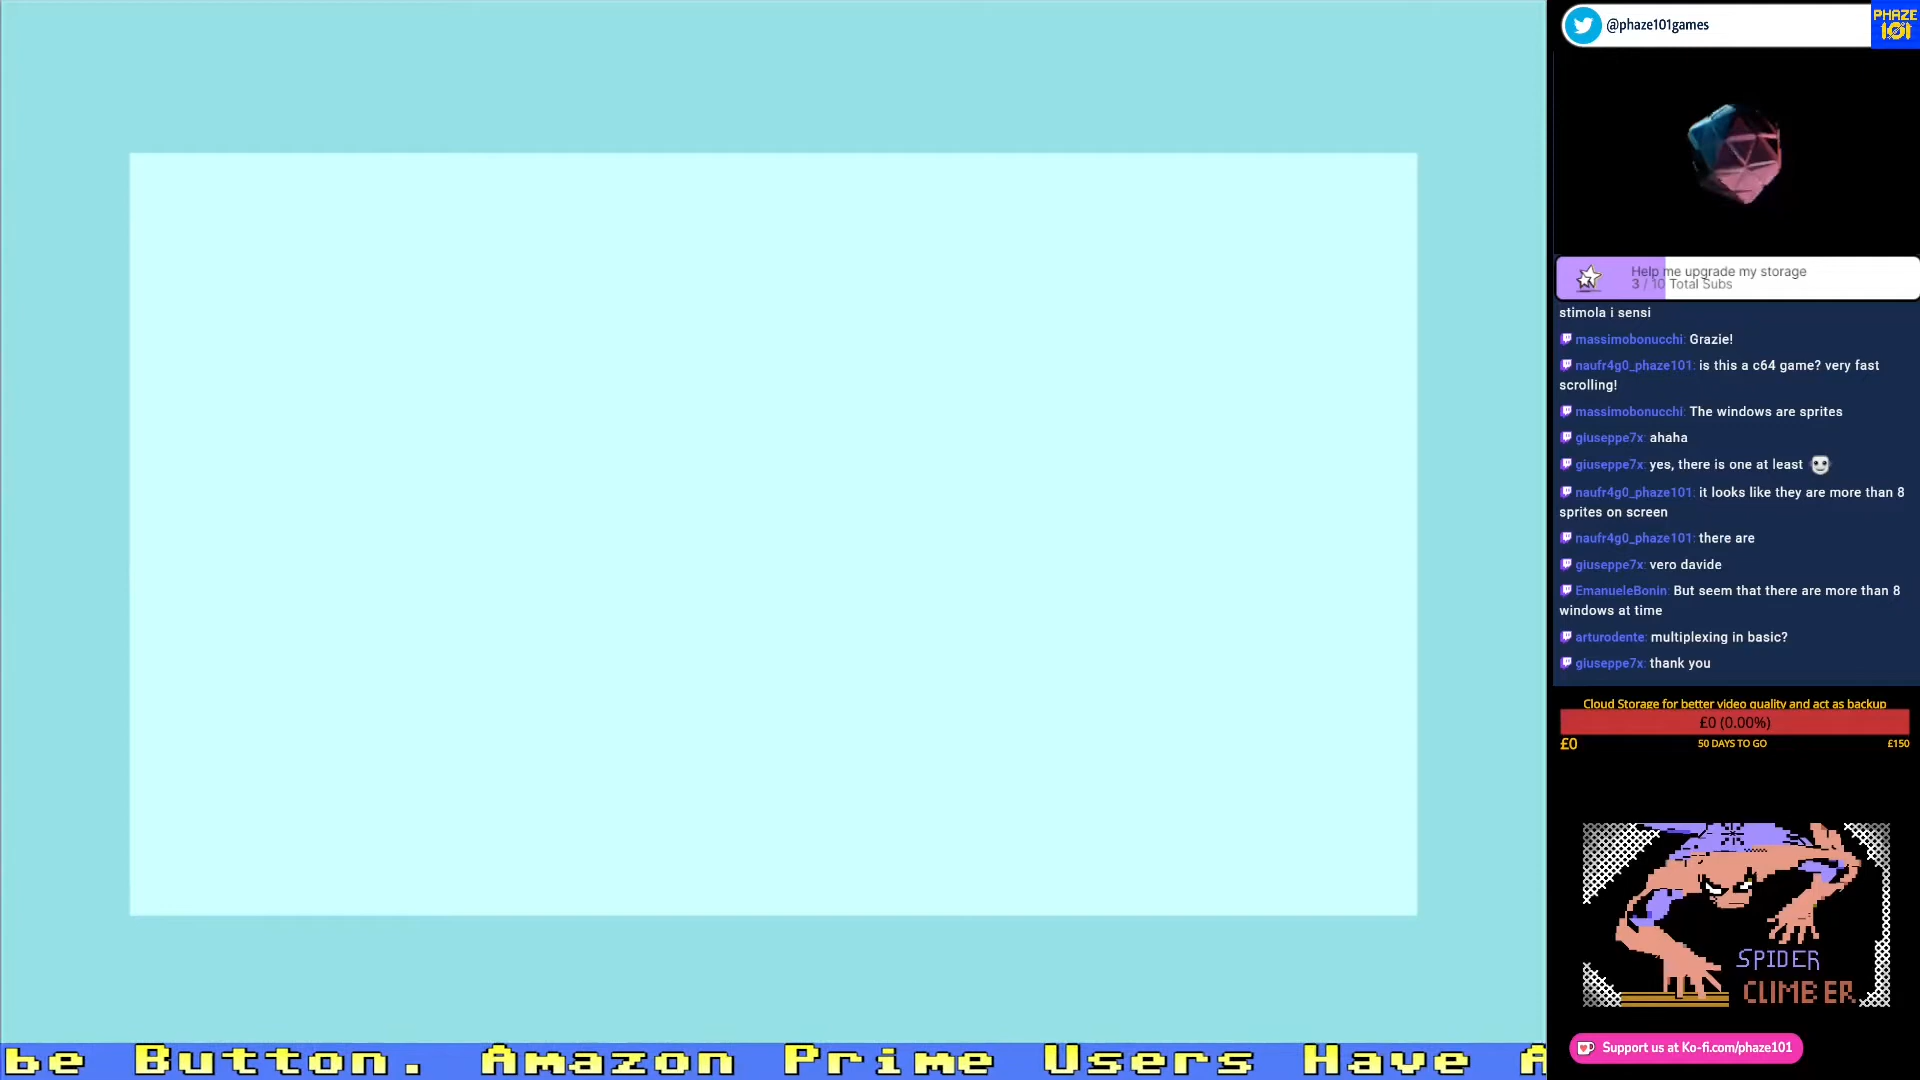 @phaze101games
PHAZE
101
Help me upgrade my storage
3 / 10 Total Subs
stimola i sensi
massimobonucchi: Grazie!
naufr4g0_phaze101: is this a c64 game? very fast
scrolling!
massimobonucchi: The windows are sprites
giuseppe7x: ahaha
giuseppe7x: yes, there is one at least
naufr4g0_phaze101: it looks like they are more than 8
sprites on screen
naufr4g0_phaze101: there are
giuseppe7x: vero davide
EmanueleBonin: But seem that there are more than 8
windows at time
arturodente: multiplexing in basic?
giuseppe7x: thank you
Cloud Storage for better video quality and act as backup
£0 (0.00%)
£0 50 DAYS TO GO £150
SPIDER
CLIMBER
Support us at Ko-fi.com/phaze101
be Button. Amazon Prime Users Have A